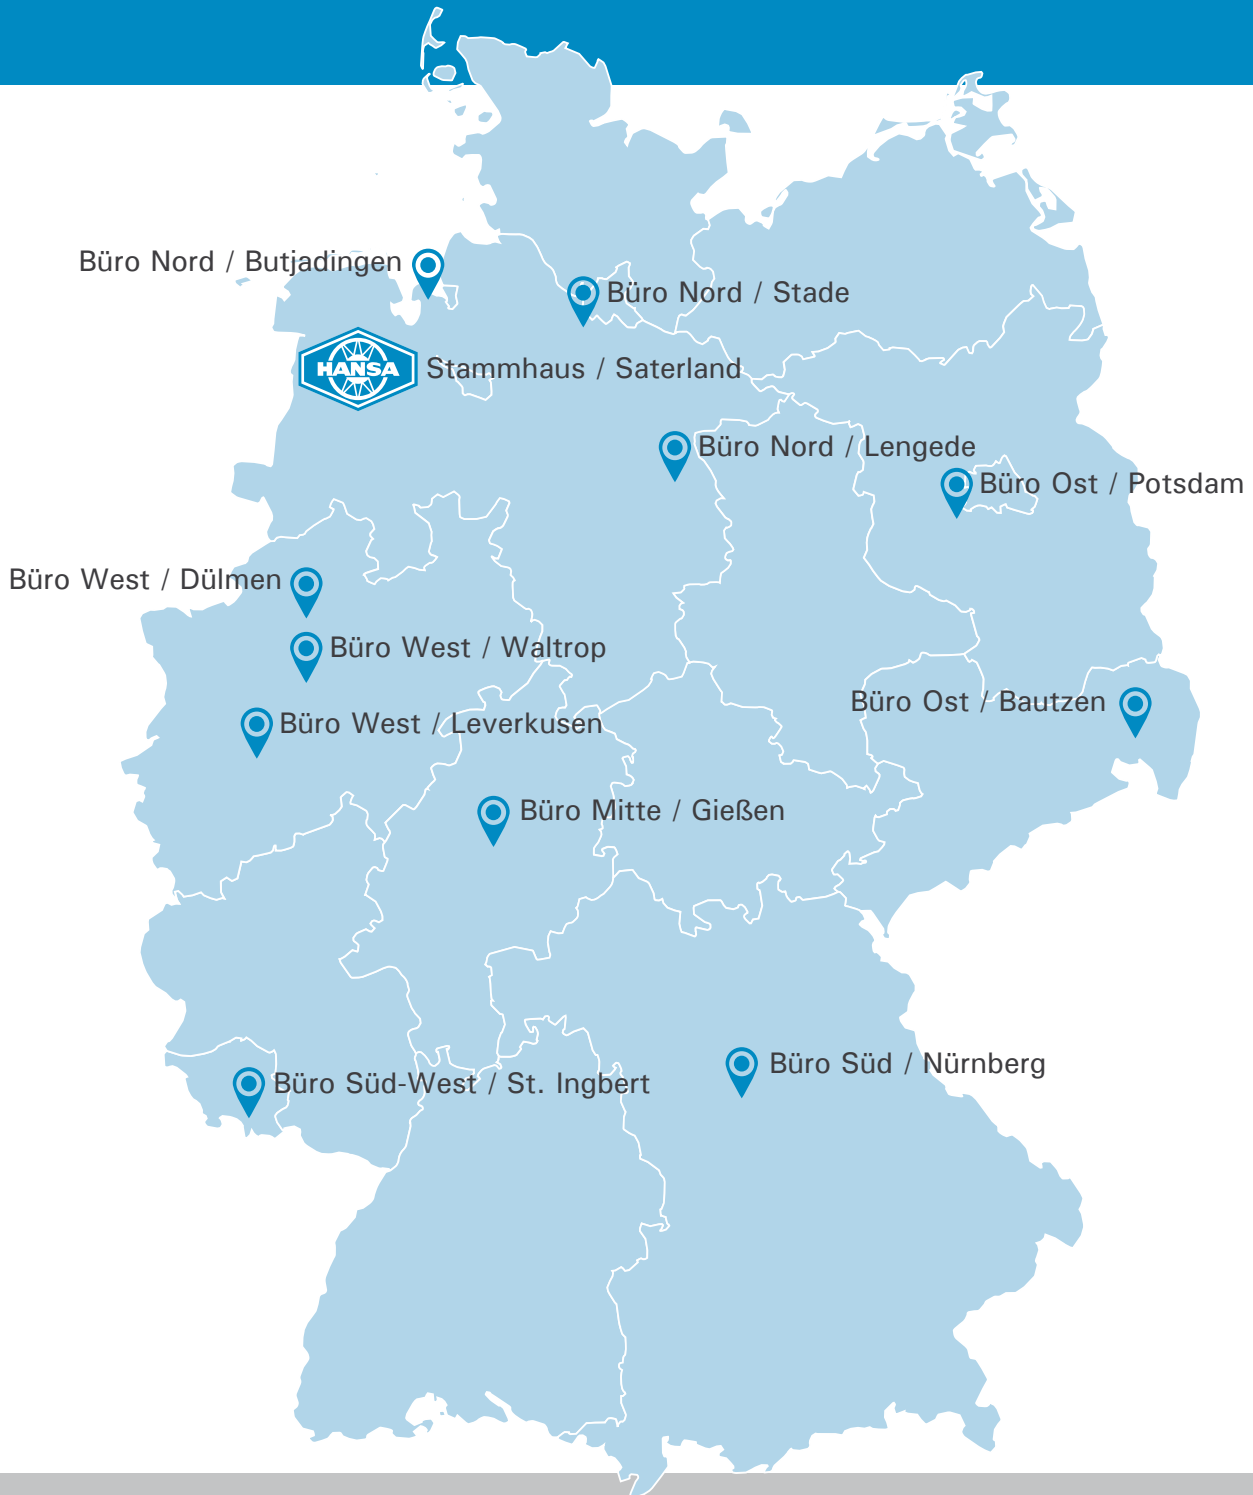 Büro Nord / Butjadingen
Büro Nord / Stade
HANSA
Stammhaus / Saterland
Büro Nord / Lengede
Büro Ost / Potsdam
Büro West / Dülmen
Büro West / Waltrop
Büro Ost / Bautzen
Büro West / Leverkusen
Büro Mitte / Gießen
Büro Süd / Nürnberg
Büro Süd-West / St. Ingbert